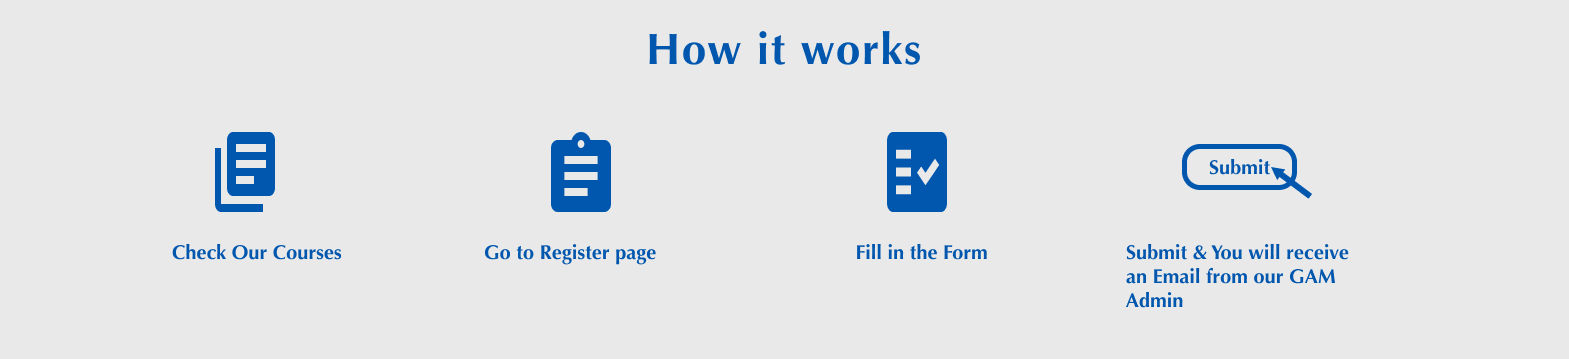 How it works
Submit
Check Our Courses
Go to Register page
Fill in the Form
Submit & You will receive
an Email from our GAM
Admin